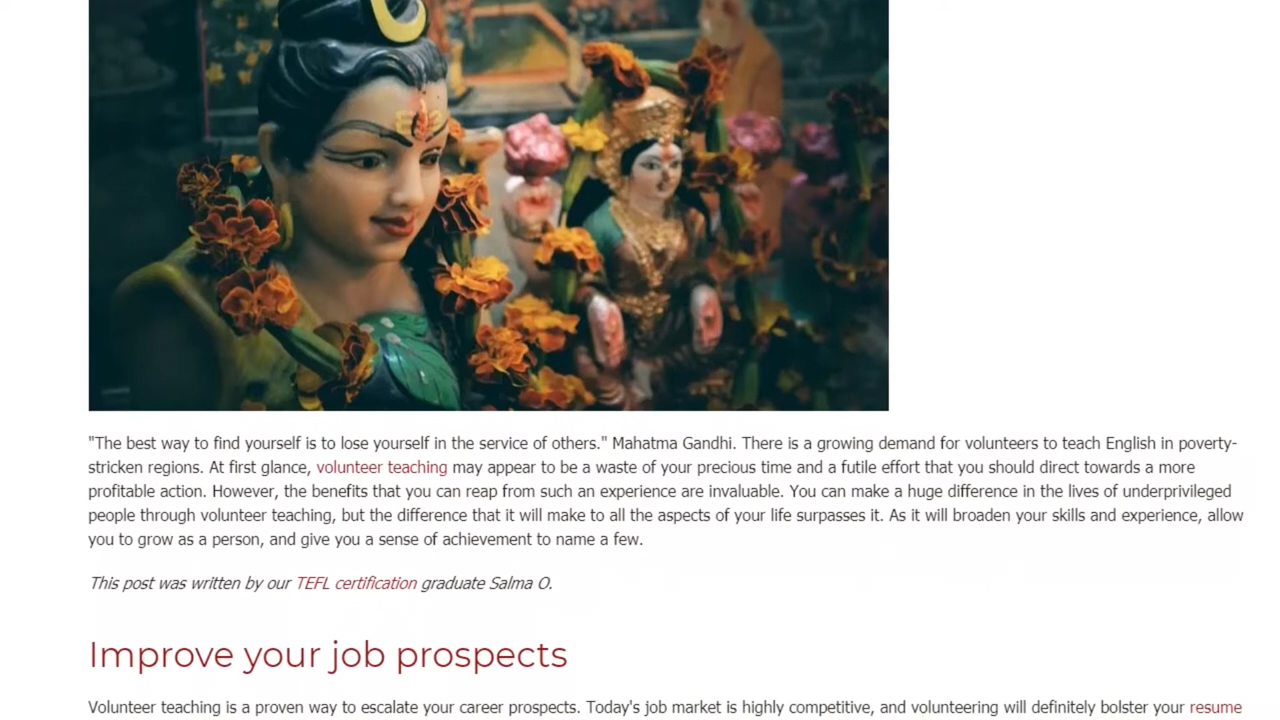 "The best way to find yourself is to lose yourself in the service of others." Mahatma Gandhi. There is a growing demand for volunteers to teach English in poverty-
stricken regions. At first glance, volunteer teaching may appear to be a waste of your precious time and a futile effort that you should direct towards a more
profitable action. However, the benefits that you can reap from such an experience are invaluable. You can make a huge difference in the lives of underprivileged
people through volunteer teaching, but the difference that it will make to all the aspects of your life surpasses it. As it will broaden your skills and experience, allow
you to grow as a person, and give you a sense of achievement to name a few.
This post was written by our TEFL certification graduate Salma O.
Improve your job prospects
Volunteer teaching is a proven way to escalate your career prospects. Today's job market is highly competitive, and volunteering will definitely bolster your resume